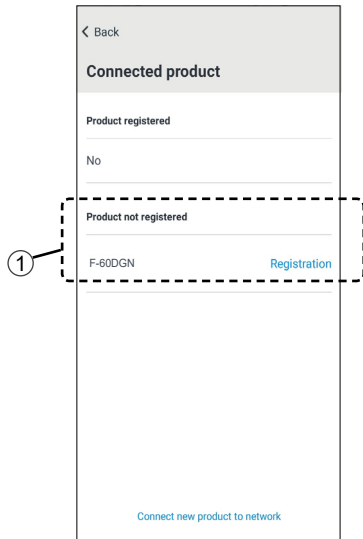 Back
Connected product
Product registered
No
Product not registered
1
F-60DGN Registration
Connect new product to network